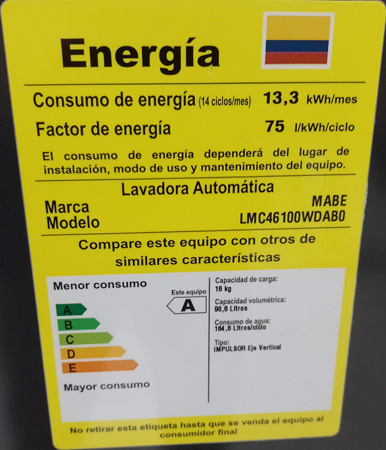 Energía
Consumo de energía (14 ciclos/mes) 13,3 kWh/mes
Factor de energía 75 l/kWh/ciclo
El consumo de energía dependerá del lugar de
instalación, modo de uso y mantenimiento del equipo.
Lavadora Automática
Marca MABE
Modelo LMC46100WDAB0
Compare este equipo con otros de
similares características
Menor consumo
Este equipo
A
A
B
C
D
E
Mayor consumo
Capacidad de carga:
16 kg
Capacidad volumétrica:
90,6 Litros
Consumo de agua:
164,8 Litros/ciclo
Tipo:
IMPULSOR Eje Vertical
No retirar esta etiqueta hasta que se venda el equipo al
consumidor final